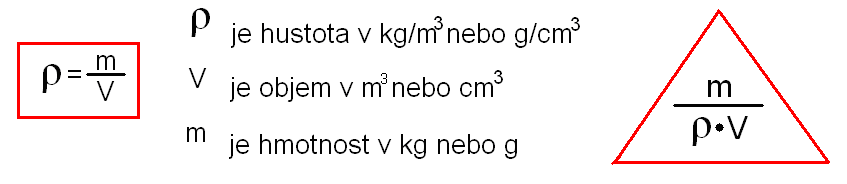 ρ = m/V
ρ je hustota v kg/m³ nebo g/cm³
V je objem v m³ nebo cm³
m je hmotnost v kg nebo g
m
ρ•V